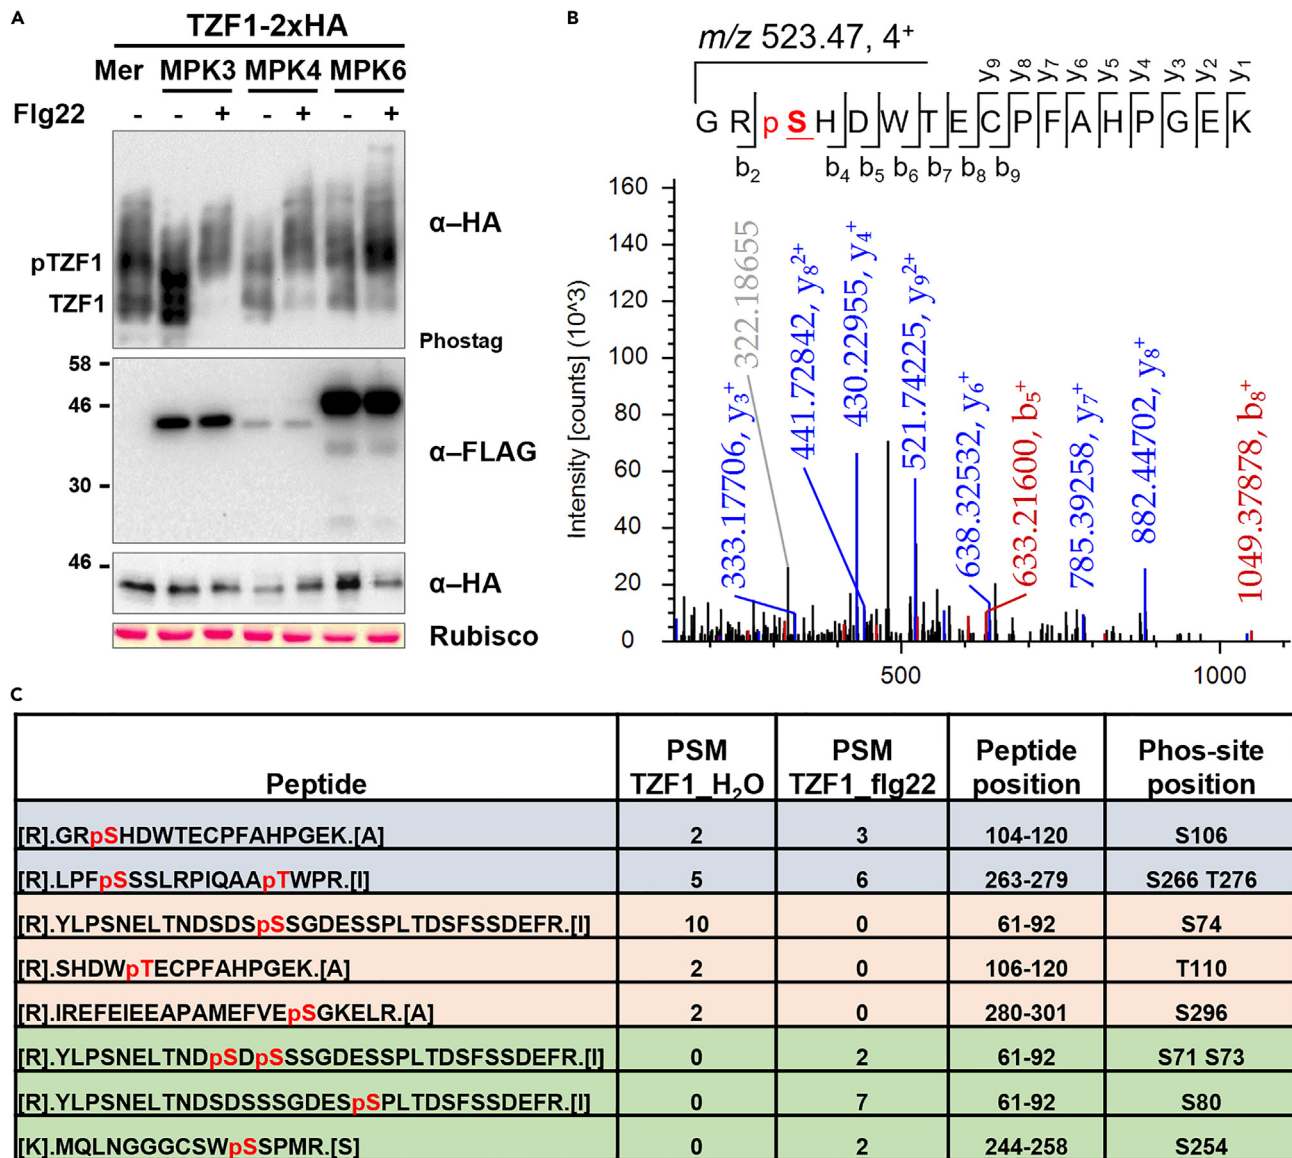 A
TZF1-2xHA
Mer MPK3 MPK4 MPK6
Flg22 - - + - + - +
pTZF1
TZF1
α–HA
Phostag
58
46
30
α–FLAG
46
α–HA
Rubisco
B
m/z 523.47, 4+
y9 y8 y7 y6 y5 y4 y3 y2 y1
G R p S H D W T E C P F A H P G E K
b2 b4 b5 b6 b7 b8 b9
Intensity [counts] (10^3)
160
140
120
100
80
60
40
20
0
333.17706, y3+
322.18655
441.72842, y8 2+
430.22955, y4+
521.74225, y9 2+
638.32532, y6+
633.21600, b5+
785.39258, y7+
882.44702, y8+
1049.37878, b8+
500 1000
C
Peptide PSM TZF1_H2O PSM TZF1_flg22 Peptide position Phos-site position
[R].GRpSHDWTECPFAHPGEK.[A] 2 3 104-120 S106
[R].LPFpSSSLRPIQAApTWPR.[I] 5 6 263-279 S266 T276
[R].YLPSNELTNDSDSpSSGDESSPLTDSFSSDEFR.[I] 10 0 61-92 S74
[R].SHDWpTECPFAHPGEK.[A] 2 0 106-120 T110
[R].IREFEIEEAPAMEFVEpSGKELR.[A] 2 0 280-301 S296
[R].YLPSNELTNDpSDpSSSGDESSPLTDSFSSDEFR.[I] 0 2 61-92 S71 S73
[R].YLPSNELTNDSDSSSGDESpSPLTDSFSSDEFR.[I] 0 7 61-92 S80
[K].MQLNGGGCSWpSSPMR.[S] 0 2 244-258 S254